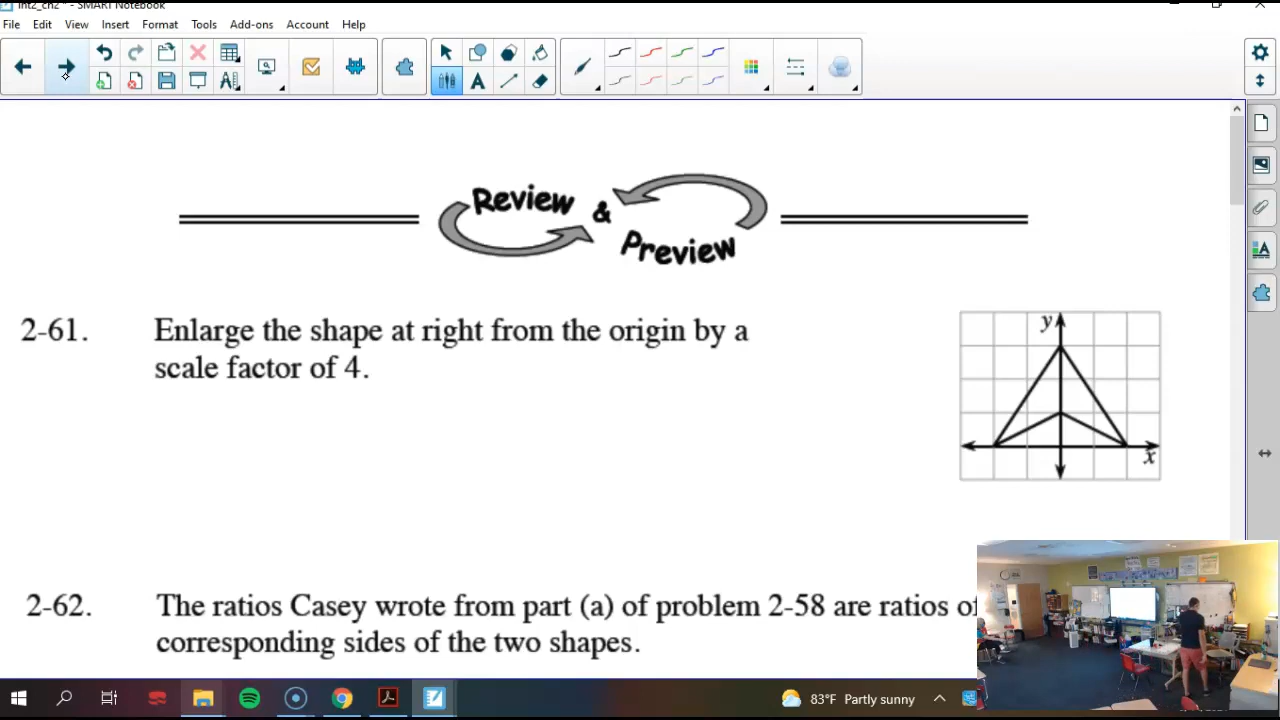 int2_ch2 * - SMART Notebook
File Edit View Insert Format Tools Add-ons Account Help
Review
&
Preview
2-61. Enlarge the shape at right from the origin by a
scale factor of 4.
y
x
2-62. The ratios Casey wrote from part (a) of problem 2-58 are ratios of
corresponding sides of the two shapes.
83°F Partly sunny